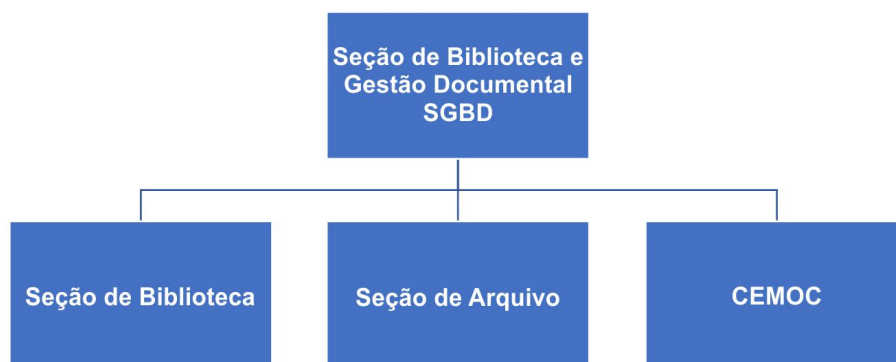 Seção de Biblioteca e
Gestão Documental
SGBD
Seção de Biblioteca
Seção de Arquivo
CEMOC